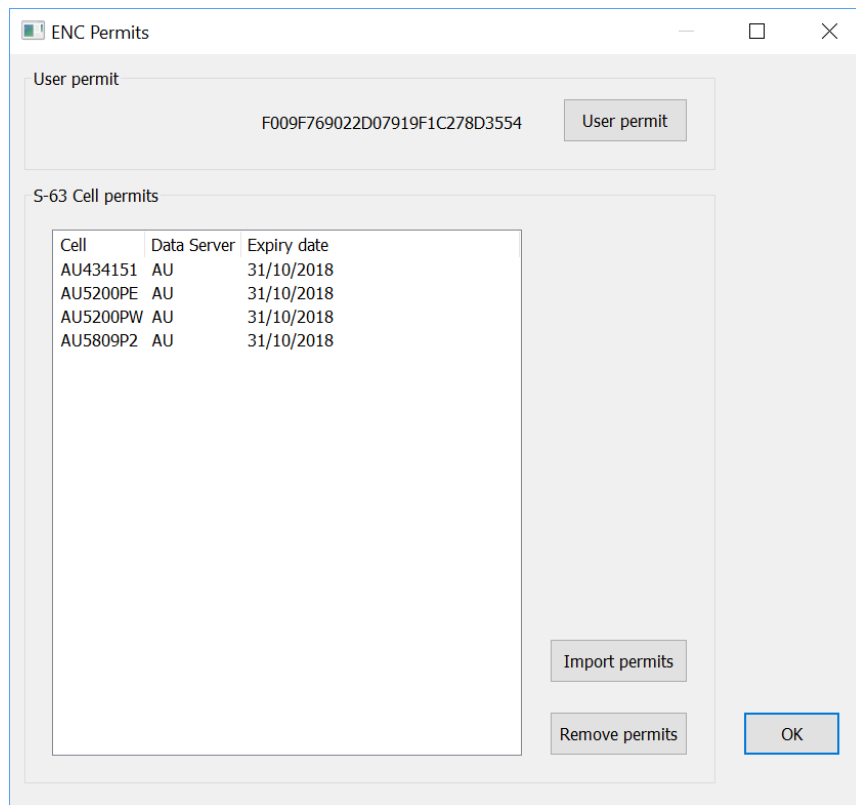 ENC Permits
User permit
F009F769022D07919F1C278D3554 User permit
S-63 Cell permits
Cell Data Server Expiry date
AU434151 AU 31/10/2018
AU5200PE AU 31/10/2018
AU5200PW AU 31/10/2018
AU5809P2 AU 31/10/2018
Import permits
Remove permits OK